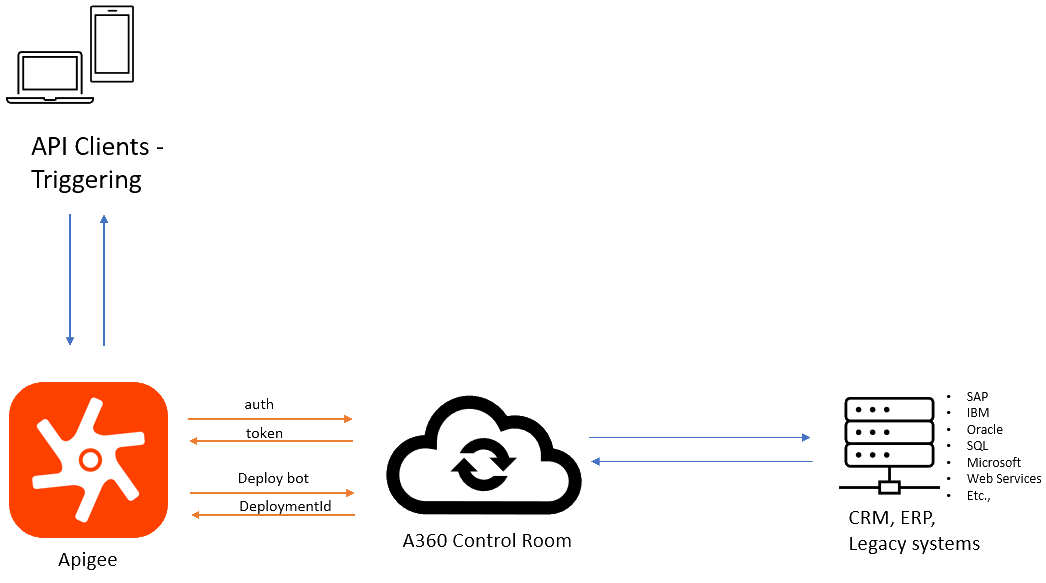 API Clients -
Triggering
auth
token
Deploy bot
DeploymentId
Apigee
A360 Control Room
• SAP
• IBM
• Oracle
• SQL
• Microsoft
• Web Services
• Etc.,
CRM, ERP,
Legacy systems